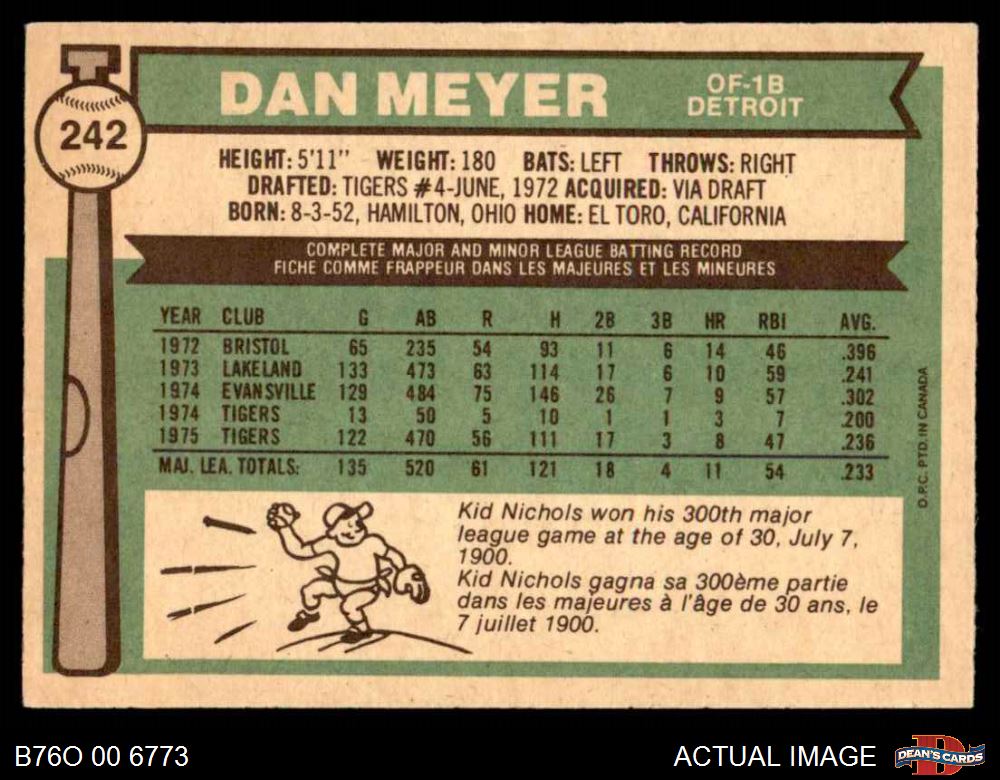 242
DAN MEYER
OF-1B
DETROIT
HEIGHT: 5'11" WEIGHT: 180 BATS: LEFT THROWS: RIGHT
DRAFTED: TIGERS #4-JUNE, 1972 ACQUIRED: VIA DRAFT
BORN: 8-3-52, HAMILTON, OHIO HOME: EL TORO, CALIFORNIA
COMPLETE MAJOR AND MINOR LEAGUE BATTING RECORD
FICHE COMME FRAPPEUR DANS LES MAJEURES ET LES MINEURES
YEAR CLUB G AB R H 2B 3B HR RBI AVG.
1972 BRISTOL 65 235 54 93 11 6 14 46 .396
1973 LAKELAND 133 473 63 114 17 6 10 59 .241
1974 EVANSVILLE 129 484 75 146 26 7 9 57 .302
1974 TIGERS 13 50 5 10 1 1 3 7 .200
1975 TIGERS 122 470 56 111 17 3 8 47 .236
MAJ. LEA. TOTALS: 135 520 61 121 18 4 11 54 .233
O.P.C. PTD. IN CANADA
Kid Nichols won his 300th major
league game at the age of 30, July 7,
1900.
Kid Nichols gagna sa 300ème partie
dans les majeures à l'âge de 30 ans, le
7 juillet 1900.
B76O 00 6773
ACTUAL IMAGE
D
DEAN'S CARDS